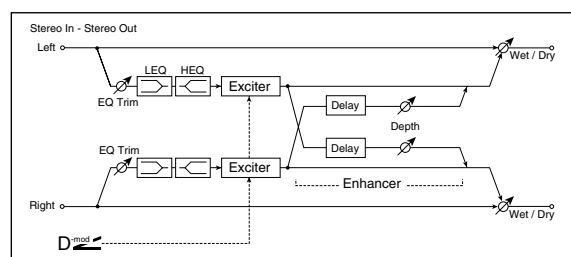 Stereo In - Stereo Out
Left
Wet / Dry
LEQ HEQ
EQ Trim
Exciter
Delay
Depth
EQ Trim
Delay
Exciter
Enhancer
Right
Wet / Dry
D-mod